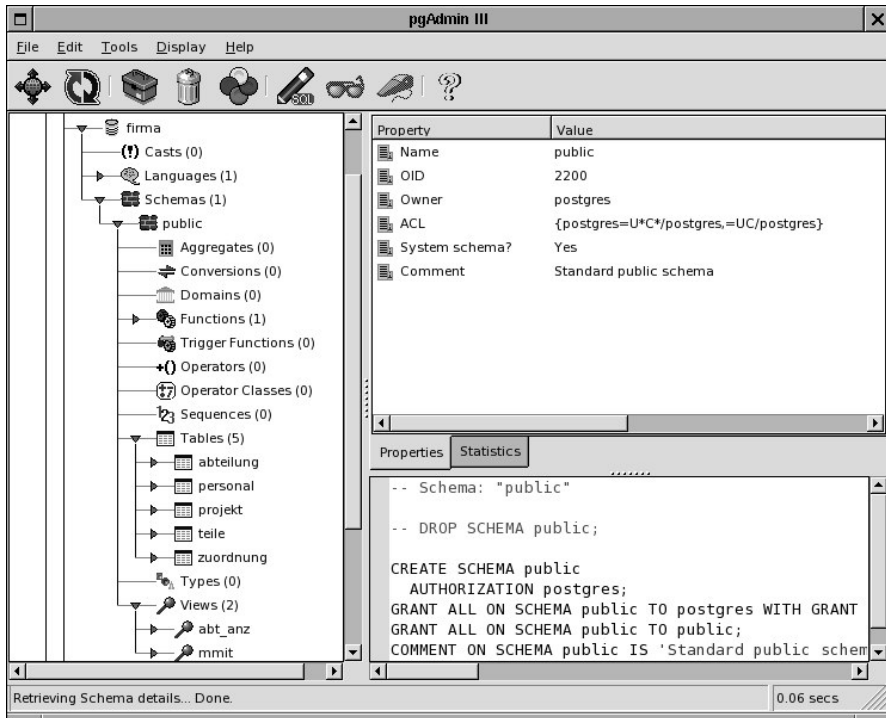 pgAdmin III
File Edit Tools Display Help
SQL
firma
Casts (0)
Languages (1)
Schemas (1)
public
Aggregates (0)
Conversions (0)
Domains (0)
Functions (1)
Trigger Functions (0)
Operators (0)
Operator Classes (0)
Sequences (0)
Tables (5)
abteilung
personal
projekt
teile
zuordnung
Types (0)
Views (2)
abt_anz
mmit
Property Value
Name public
OID 2200
Owner postgres
ACL {postgres=U*C*/postgres,=UC/postgres}
System schema? Yes
Comment Standard public schema
Properties Statistics
-- Schema: "public"
-- DROP SCHEMA public;
CREATE SCHEMA public
AUTHORIZATION postgres;
GRANT ALL ON SCHEMA public TO postgres WITH GRANT
GRANT ALL ON SCHEMA public TO public;
COMMENT ON SCHEMA public IS 'Standard public schem
Retrieving Schema details... Done. 0.06 secs